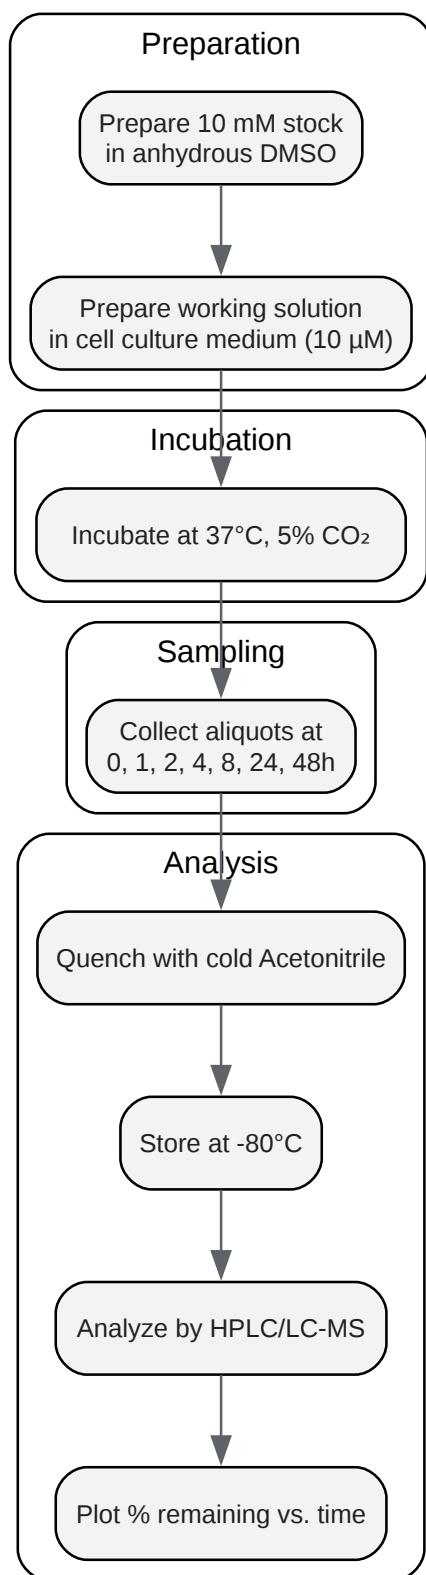 Preparation
Prepare 10 mM stock
in anhydrous DMSO
Prepare working solution
in cell culture medium (10 µM)
Incubation
Incubate at 37°C, 5% CO₂
Sampling
Collect aliquots at
0, 1, 2, 4, 8, 24, 48h
Analysis
Quench with cold Acetonitrile
Store at -80°C
Analyze by HPLC/LC-MS
Plot % remaining vs. time